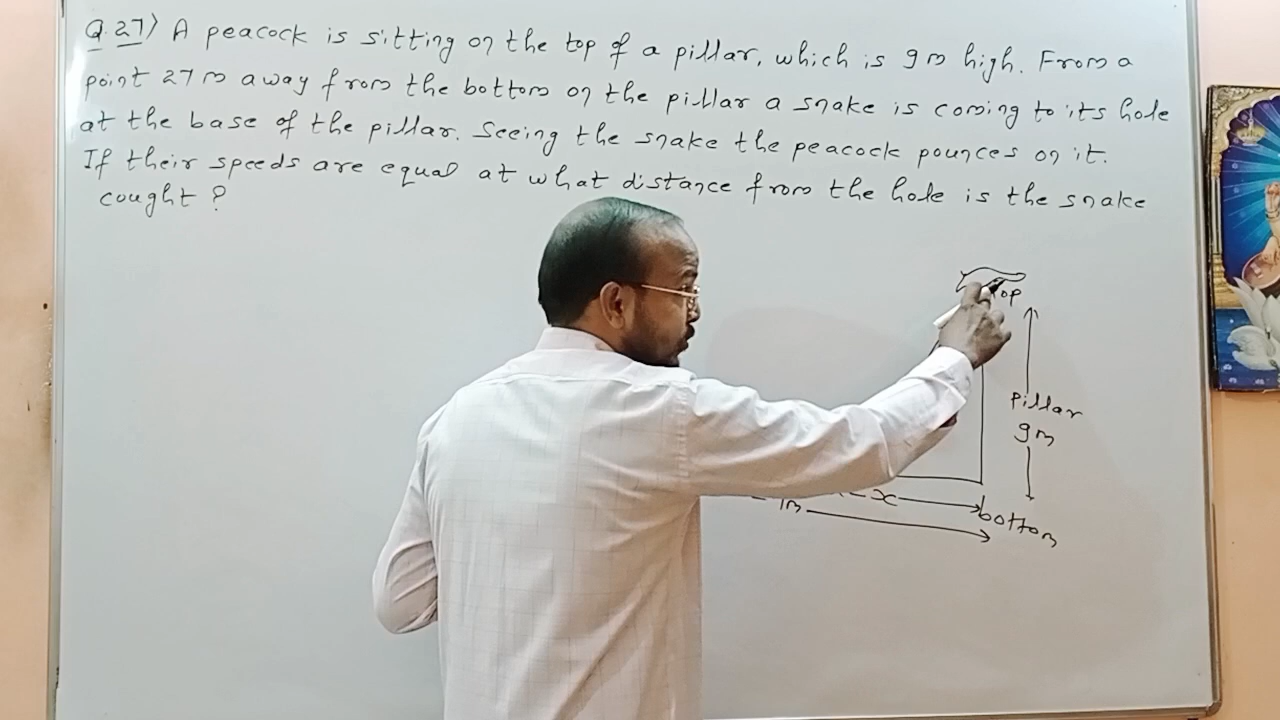 Q.27) A peacock is sitting on the top of a pillar, which is 9m high. From a
point 27m away from the bottom on the pillar a snake is coming to its hole
at the base of the pillar. Seeing the snake the peacock pounces on it.
If their speeds are equal at what distance from the hole is the snake
cought ?
Pillar
9m
x
bottom